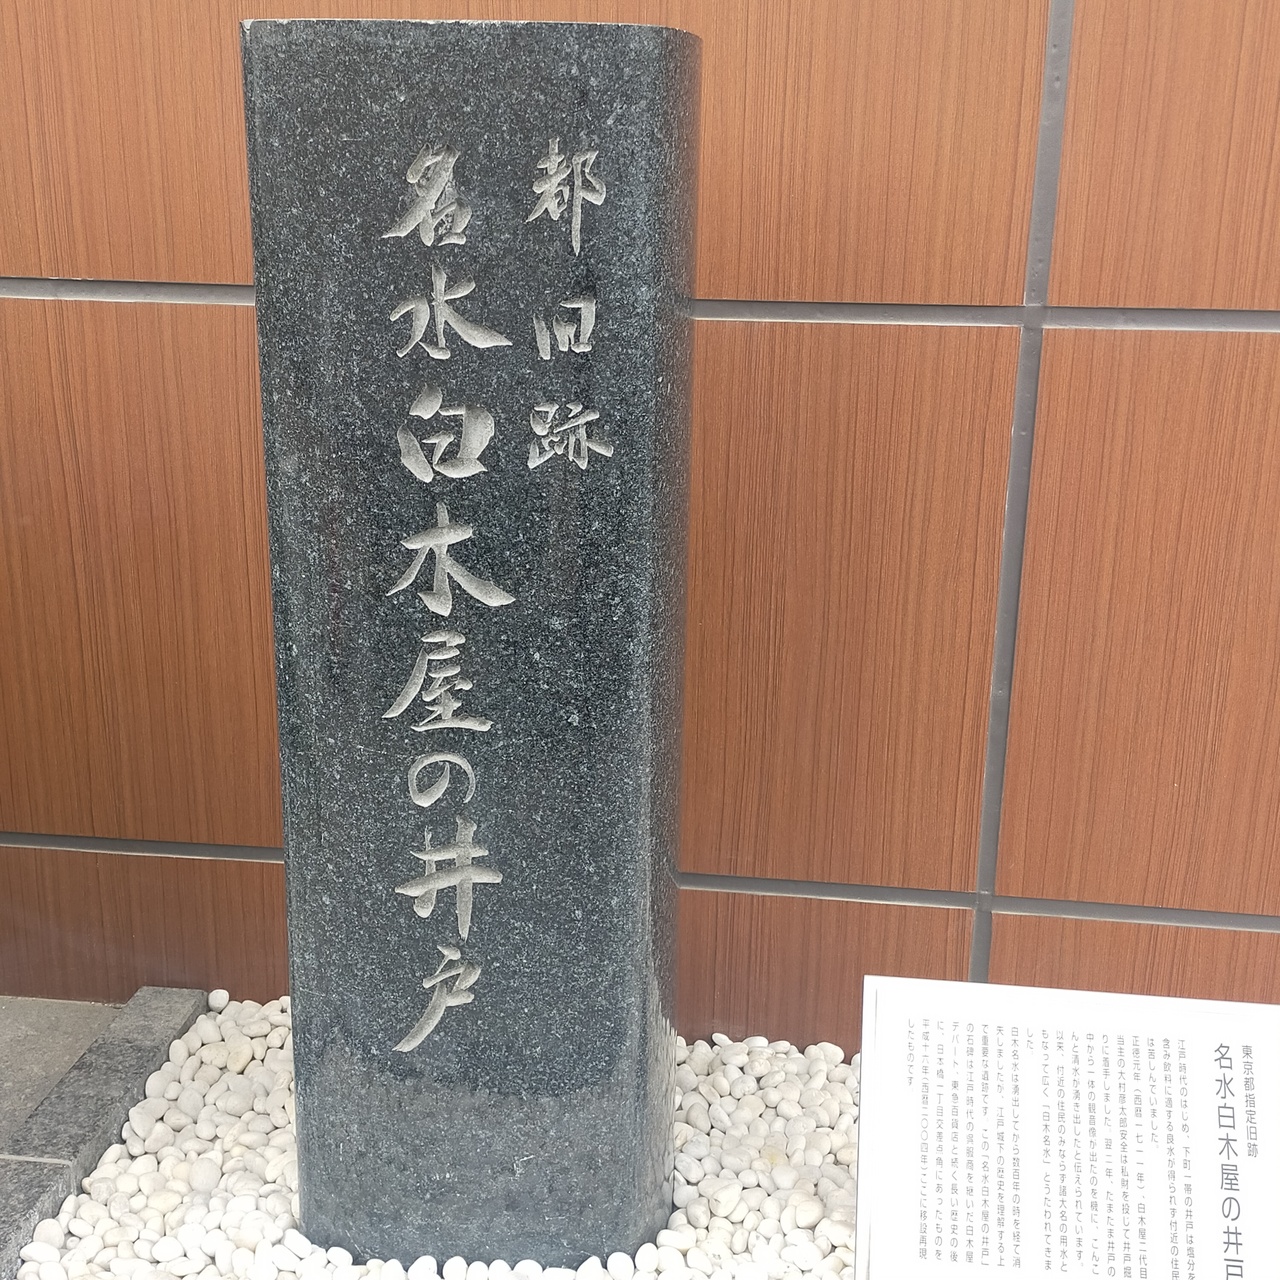 都旧跡
名水白木屋の井戸
東京都指定旧跡
名水白木屋の井戸
江戸時代のはじめ、下町一帯の井戸は塩分
含み飲料に適する良水が得られず付近の住民
は苦しんでいました。
正徳元年(西暦一七一一年)、白木屋二代目
当主の大村彦太郎安全は私財を投じて井戸掘
りに着手しました。翌二年、たまたま井戸の
中から一体の観音像が出たのを機に、こんこ
んと清水が湧き出したと伝えられています。
以来、付近の住民のみならず諸大名の用水と
もなって広く「白木名水」とうたわれてきま
した。
白木名水は湧出してから数百年の時を経て消
失しましたが、江戸城下の歴史を理解する上
で重要な遺跡です。この「名水白木屋の井戸」
の石碑は江戸時代の呉服商を継いだ白木屋
デパート、東急百貨店と続く長い歴史の後
に、日本橋一丁目交差点角にあったものを
平成十六年(西暦二〇〇四年)ここに移設再現
したものです